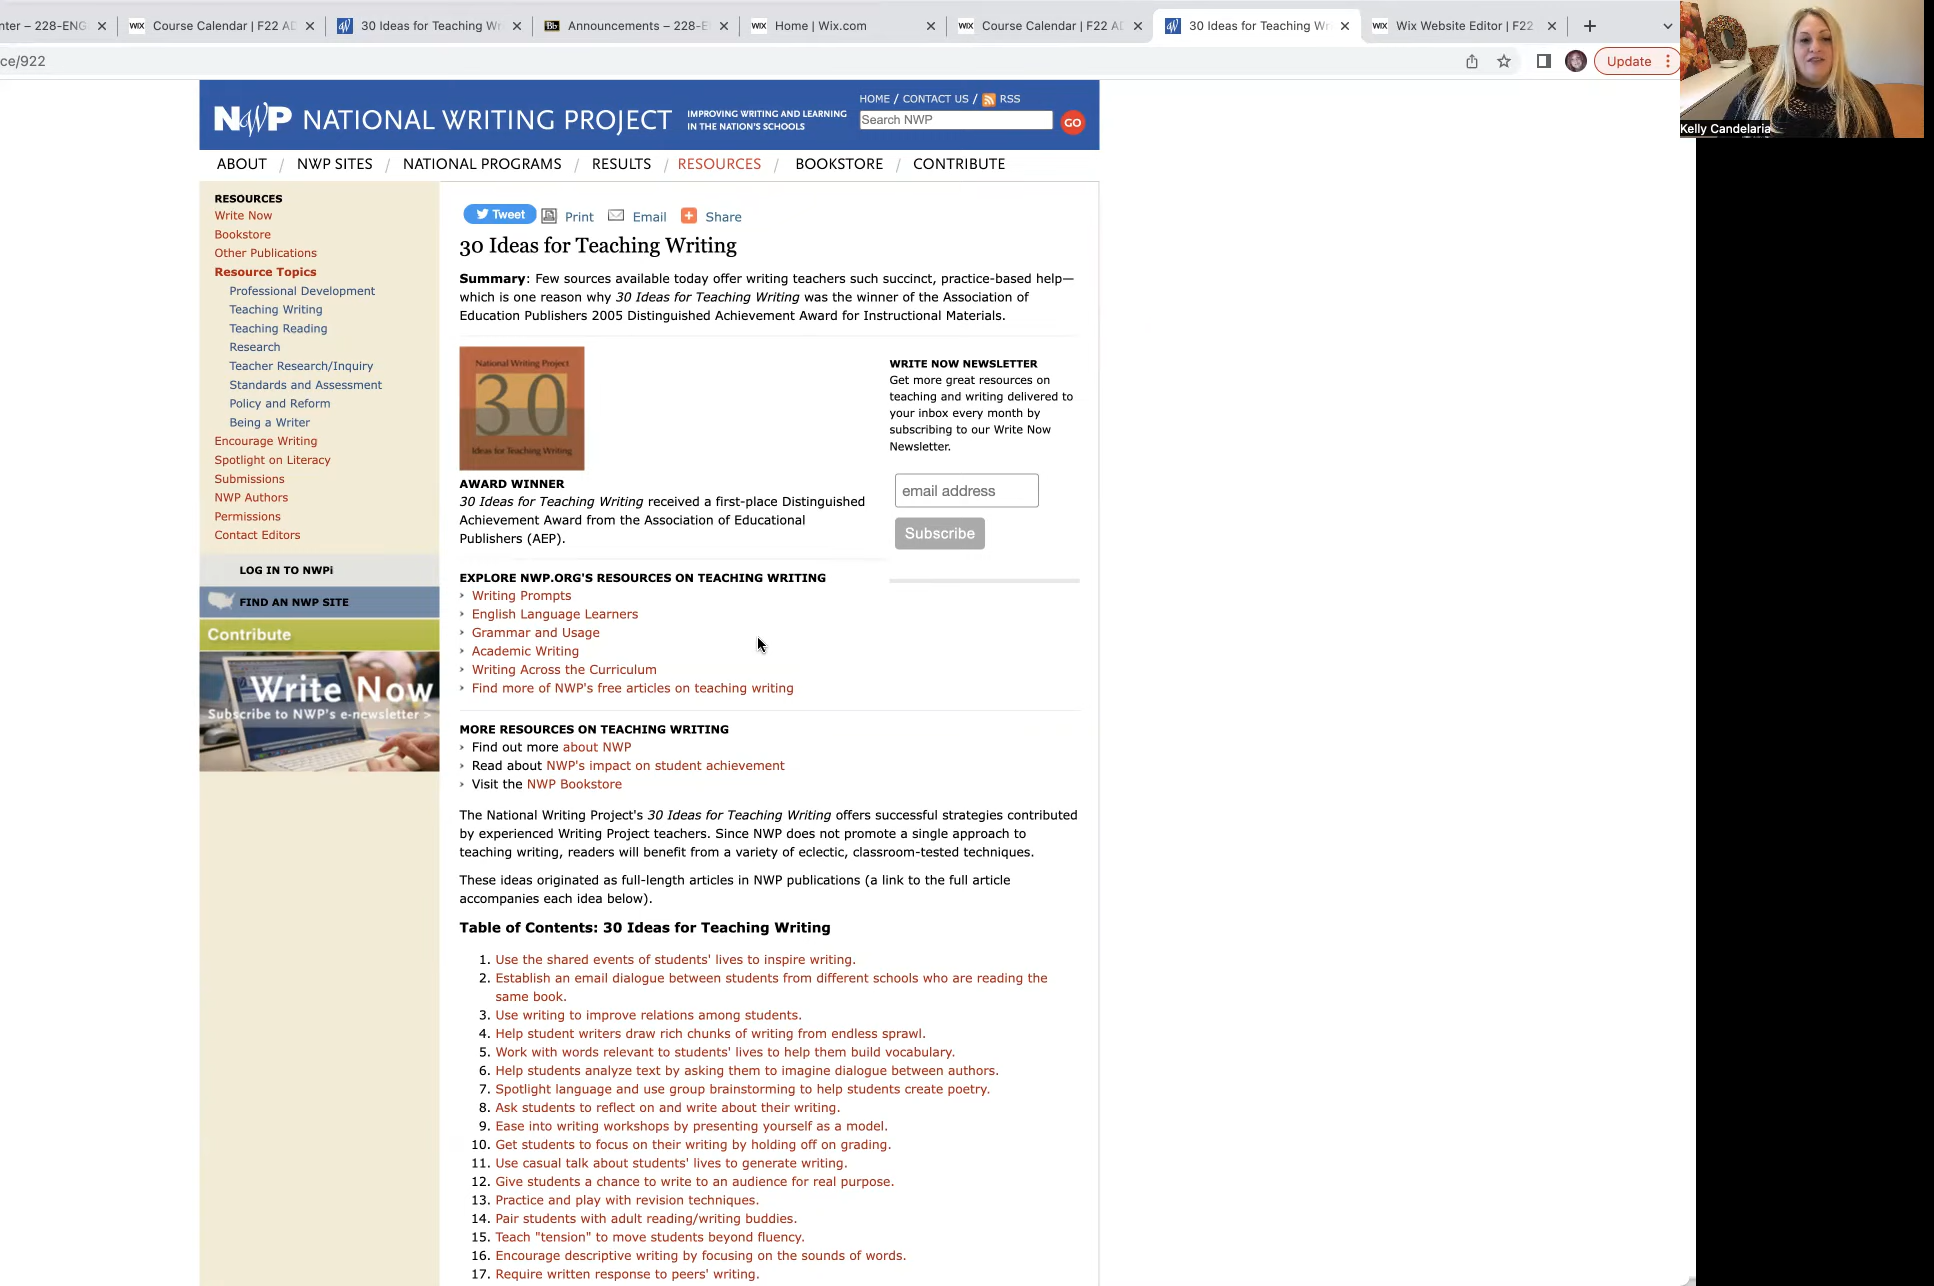 nter – 228-ENG
Course Calendar | F22 AD
30 Ideas for Teaching Wr
Announcements – 228-E
Home | Wix.com
Course Calendar | F22 AD
30 Ideas for Teaching Wr
Wix Website Editor | F22
ce/922
Update
Kelly Candelaria
NWP NATIONAL WRITING PROJECT
IMPROVING WRITING AND LEARNING
IN THE NATION'S SCHOOLS
HOME / CONTACT US / RSS
Search NWP
GO
ABOUT / NWP SITES / NATIONAL PROGRAMS / RESULTS / RESOURCES / BOOKSTORE / CONTRIBUTE
RESOURCES
Write Now
Bookstore
Other Publications
Resource Topics
Professional Development
Teaching Writing
Teaching Reading
Research
Teacher Research/Inquiry
Standards and Assessment
Policy and Reform
Being a Writer
Encourage Writing
Spotlight on Literacy
Submissions
NWP Authors
Permissions
Contact Editors
LOG IN TO NWPi
FIND AN NWP SITE
Contribute
Write Now
Subscribe to NWP's e-newsletter >
Tweet Print Email Share
30 Ideas for Teaching Writing
Summary: Few sources available today offer writing teachers such succinct, practice-based help—
which is one reason why 30 Ideas for Teaching Writing was the winner of the Association of
Education Publishers 2005 Distinguished Achievement Award for Instructional Materials.
National Writing Project
30
Ideas for Teaching Writing
AWARD WINNER
30 Ideas for Teaching Writing received a first-place Distinguished
Achievement Award from the Association of Educational
Publishers (AEP).
WRITE NOW NEWSLETTER
Get more great resources on
teaching and writing delivered to
your inbox every month by
subscribing to our Write Now
Newsletter.
email address
Subscribe
EXPLORE NWP.ORG'S RESOURCES ON TEACHING WRITING
Writing Prompts
English Language Learners
Grammar and Usage
Academic Writing
Writing Across the Curriculum
Find more of NWP's free articles on teaching writing
MORE RESOURCES ON TEACHING WRITING
Find out more about NWP
Read about NWP's impact on student achievement
Visit the NWP Bookstore
The National Writing Project's 30 Ideas for Teaching Writing offers successful strategies contributed
by experienced Writing Project teachers. Since NWP does not promote a single approach to
teaching writing, readers will benefit from a variety of eclectic, classroom-tested techniques.
These ideas originated as full-length articles in NWP publications (a link to the full article
accompanies each idea below).
Table of Contents: 30 Ideas for Teaching Writing
1. Use the shared events of students' lives to inspire writing.
2. Establish an email dialogue between students from different schools who are reading the
same book.
3. Use writing to improve relations among students.
4. Help student writers draw rich chunks of writing from endless sprawl.
5. Work with words relevant to students' lives to help them build vocabulary.
6. Help students analyze text by asking them to imagine dialogue between authors.
7. Spotlight language and use group brainstorming to help students create poetry.
8. Ask students to reflect on and write about their writing.
9. Ease into writing workshops by presenting yourself as a model.
10. Get students to focus on their writing by holding off on grading.
11. Use casual talk about students' lives to generate writing.
12. Give students a chance to write to an audience for real purpose.
13. Practice and play with revision techniques.
14. Pair students with adult reading/writing buddies.
15. Teach "tension" to move students beyond fluency.
16. Encourage descriptive writing by focusing on the sounds of words.
17. Require written response to peers' writing.